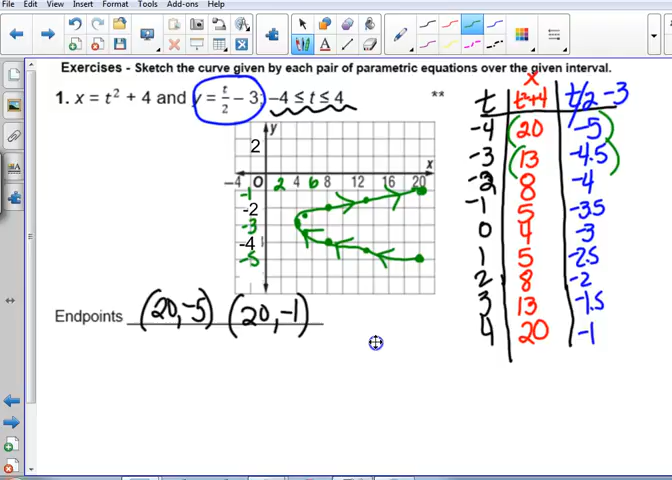 Edit View Insert Format Tools Add-ons Help
Exercises - Sketch the curve given by each pair of parametric equations over the given interval.
1. x = t² + 4 and y = t/2 − 3; −4 ≤ t ≤ 4
**
y
x
2
−4 O 2 4 6 8 12 16 20
-1
−2
-3
−4
-5
Endpoints (20,-5) (20,-1)
x
t t²+4 t/2 -3
-4 (20 -5)
-3 (13 -4.5)
-2 8 -4
-1 5 -3.5
0 4 -3
1 5 -2.5
2 8 -2
3 13 -1.5
4 20 -1